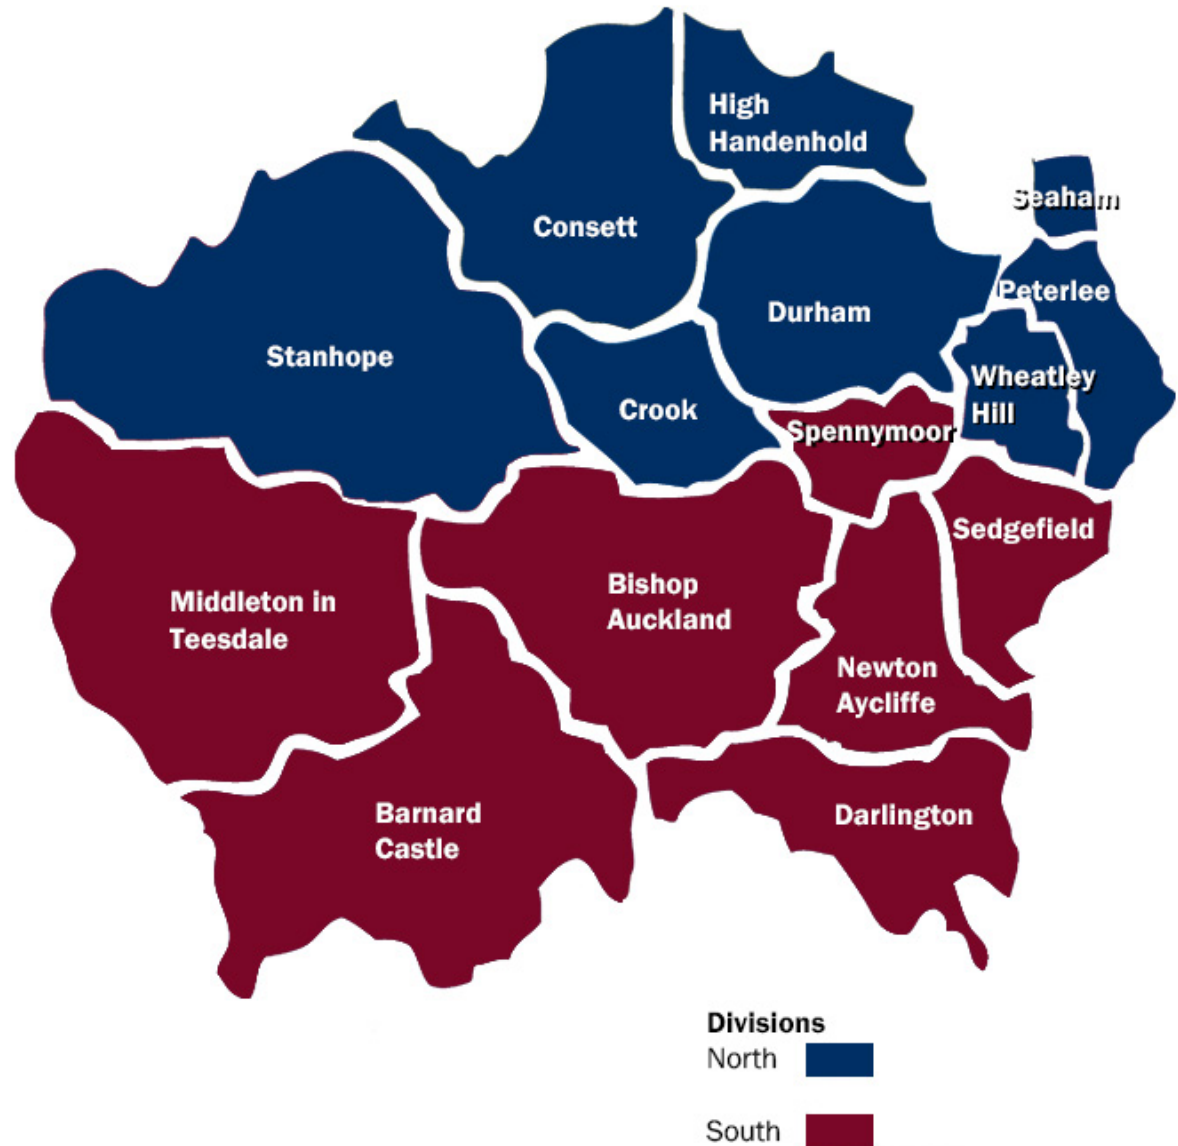 High
Handenhold
Seaham
Consett
Peterlee
Durham
Stanhope
Wheatley
Hill
Crook
Spennymoor
Sedgefield
Middleton in
Teesdale
Bishop
Auckland
Newton
Aycliffe
Barnard
Castle
Darlington
Divisions
North
South